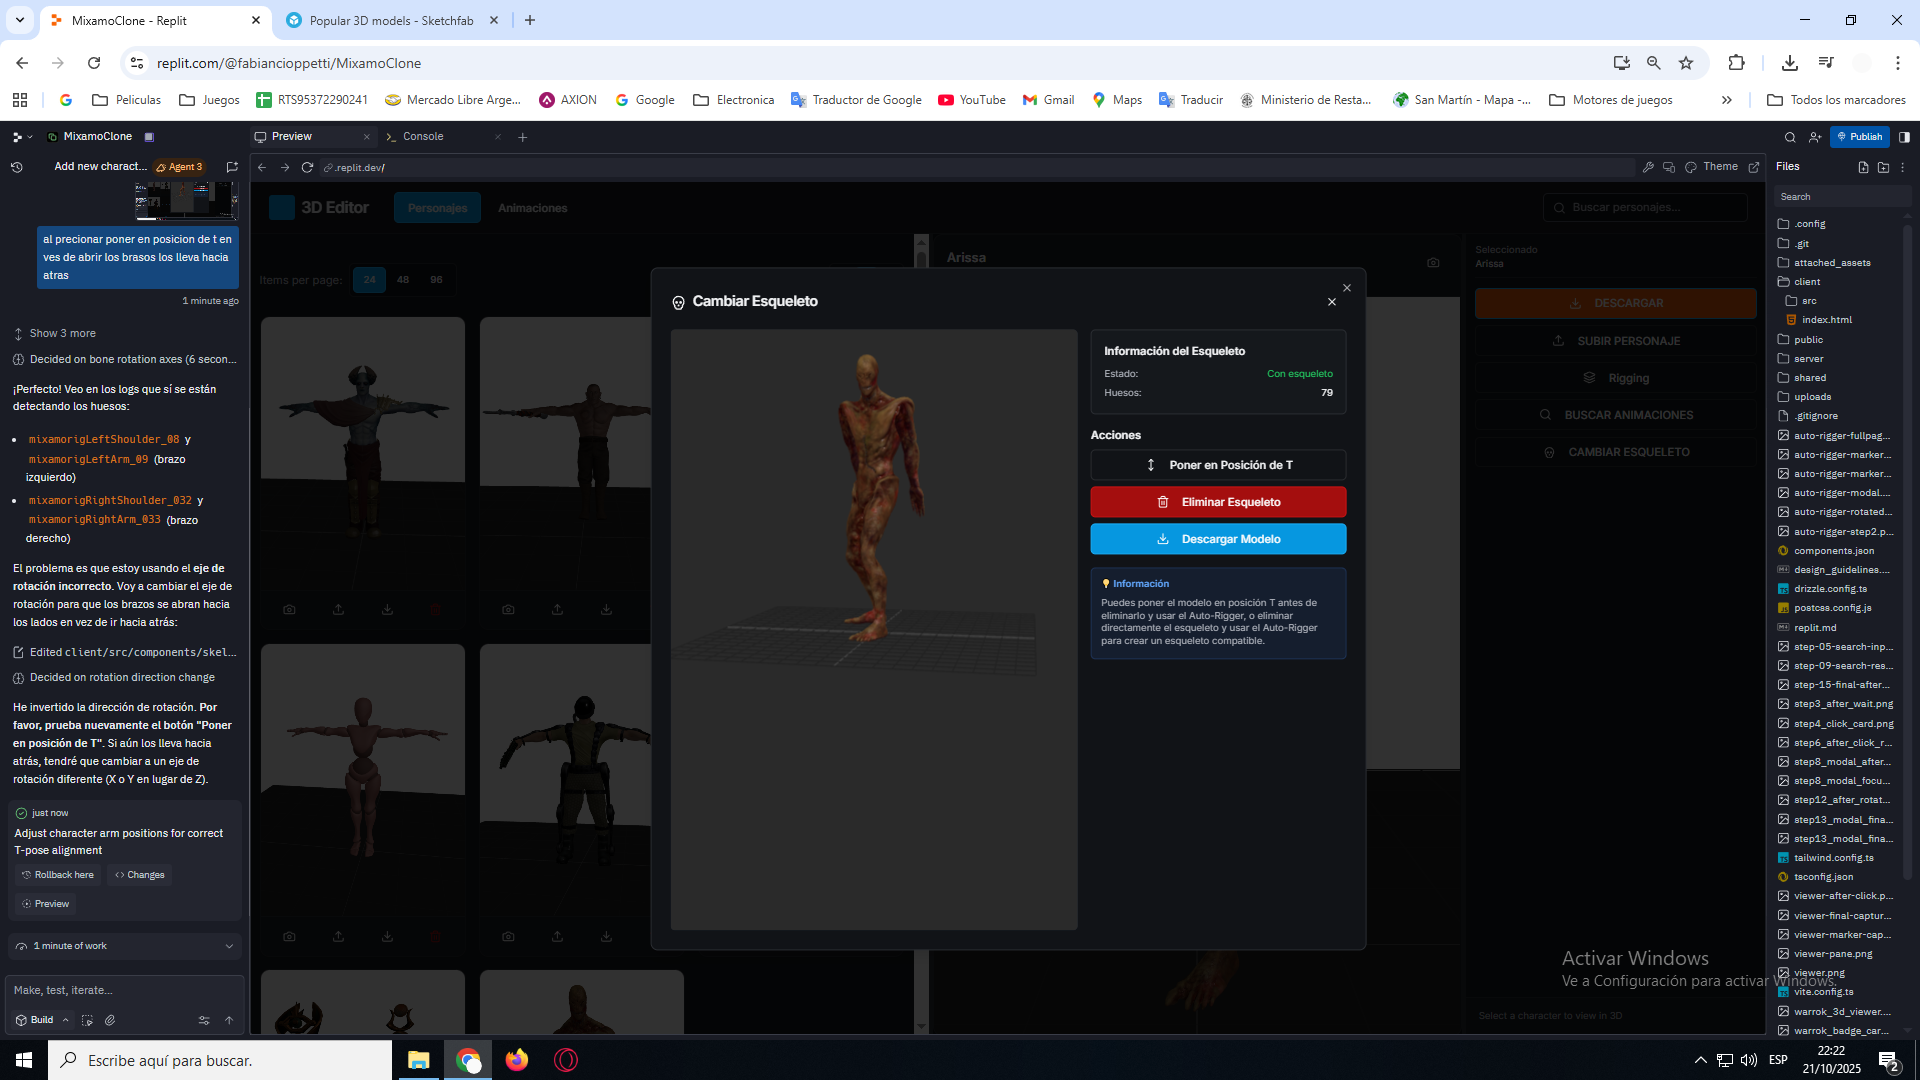 MixamoClone - Replit
Popular 3D models - Sketchfab
replit.com/@fabiancioppetti/MixamoClone
Peliculas
Juegos
RTS95372290241
Mercado Libre Arge...
AXION
Google
Electronica
Traductor de Google
YouTube
Gmail
Maps
Traducir
Ministerio de Resta...
San Martín - Mapa -...
Motores de juegos
Todos los marcadores
MixamoClone
Preview
Console
Publish
Add new charact...
Agent 3
.replit.dev/
Theme
Files
al precionar poner en posicion de t en
ves de abrir los brasos los lleva hacia
atras
1 minute ago
Show 3 more
Decided on bone rotation axes (6 secon...
¡Perfecto! Veo en los logs que sí se están
detectando los huesos:
mixamorigLeftShoulder_08 y
mixamorigLeftArm_09 (brazo
izquierdo)
mixamorigRightShoulder_032 y
mixamorigRightArm_033 (brazo
derecho)
El problema es que estoy usando el eje de
rotación incorrecto. Voy a cambiar el eje de
rotación para que los brazos se abran hacia
los lados en vez de ir hacia atrás:
Edited client/src/components/skel...
Decided on rotation direction change
He invertido la dirección de rotación. Por
favor, prueba nuevamente el botón "Poner
en posición de T". Si aún los lleva hacia
atrás, tendré que cambiar a un eje de
rotación diferente (X o Y en lugar de Z).
just now
Adjust character arm positions for correct
T-pose alignment
Rollback here
Changes
Preview
1 minute of work
Make, test, iterate...
Build
3D Editor
Personajes
Animaciones
Buscar personajes...
Items per page:
24
48
96
Arissa
Cambiar Esqueleto
Información del Esqueleto
Estado:
Con esqueleto
Huesos:
79
Acciones
Poner en Posición de T
Eliminar Esqueleto
Descargar Modelo
Información
Puedes poner el modelo en posición T antes de
eliminarlo y usar el Auto-Rigger, o eliminar
directamente el esqueleto y usar el Auto-Rigger
para crear un esqueleto compatible.
Seleccionado
Arissa
DESCARGAR
SUBIR PERSONAJE
Rigging
BUSCAR ANIMACIONES
CAMBIAR ESQUELETO
Select a character to view in 3D
Activar Windows
Ve a Configuración para activar Windows.
Search
.config
.git
attached_assets
client
src
index.html
public
server
shared
uploads
.gitignore
auto-rigger-fullpag...
auto-rigger-marker...
auto-rigger-marker...
auto-rigger-modal....
auto-rigger-rotated...
auto-rigger-step2.p...
components.json
design_guidelines....
drizzle.config.ts
postcss.config.js
replit.md
step-05-search-inp...
step-09-search-res...
step-15-final-after...
step3_after_wait.png
step4_click_card.png
step6_after_click_r...
step8_modal_after...
step8_modal_focu...
step12_after_rotat...
step13_modal_fina...
step13_modal_fina...
tailwind.config.ts
tsconfig.json
viewer-after-click.p...
viewer-final-captur...
viewer-marker-cap...
viewer-pane.png
viewer.png
vite.config.ts
warrok_3d_viewer....
warrok_badge_car...
Escribe aquí para buscar.
ESP
22:22
21/10/2025
2